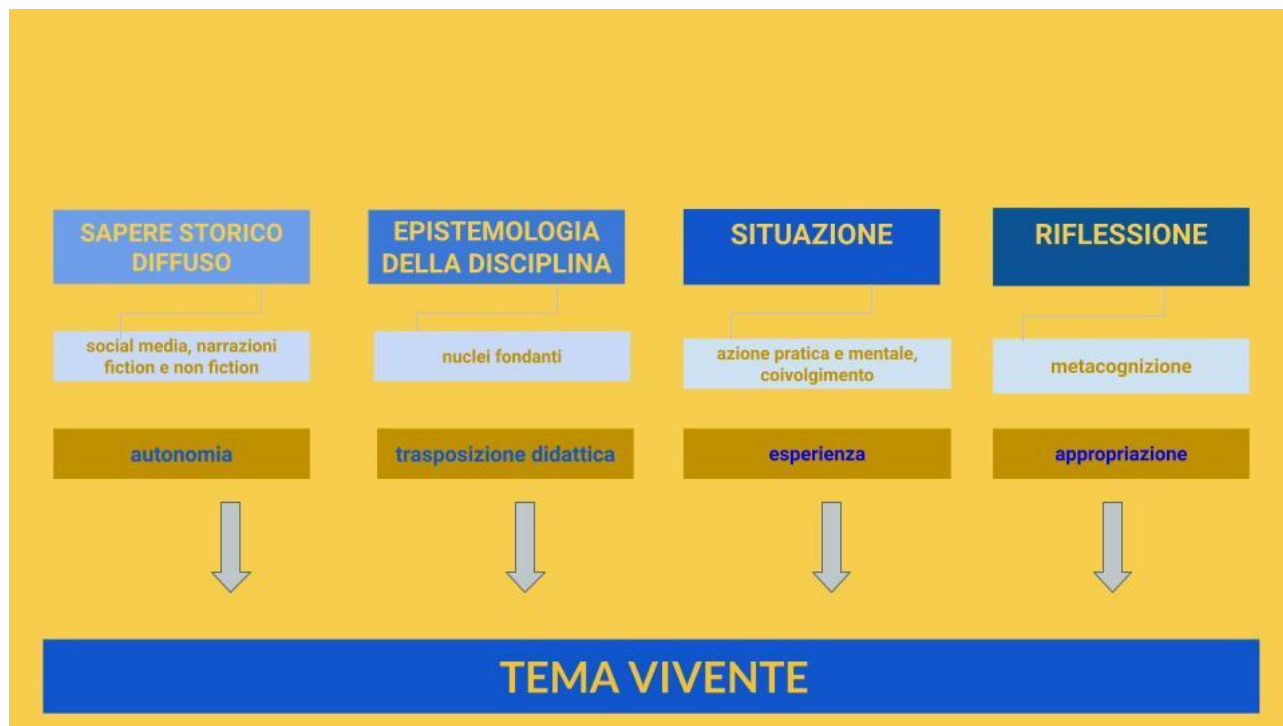 SAPERE STORICO
DIFFUSO
EPISTEMOLOGIA
DELLA DISCIPLINA
SITUAZIONE
RIFLESSIONE
social media, narrazioni
fiction e non fiction
nuclei fondanti
azione pratica e mentale,
coivolgimento
metacognizione
autonomia
trasposizione didattica
esperienza
appropriazione
TEMA VIVENTE